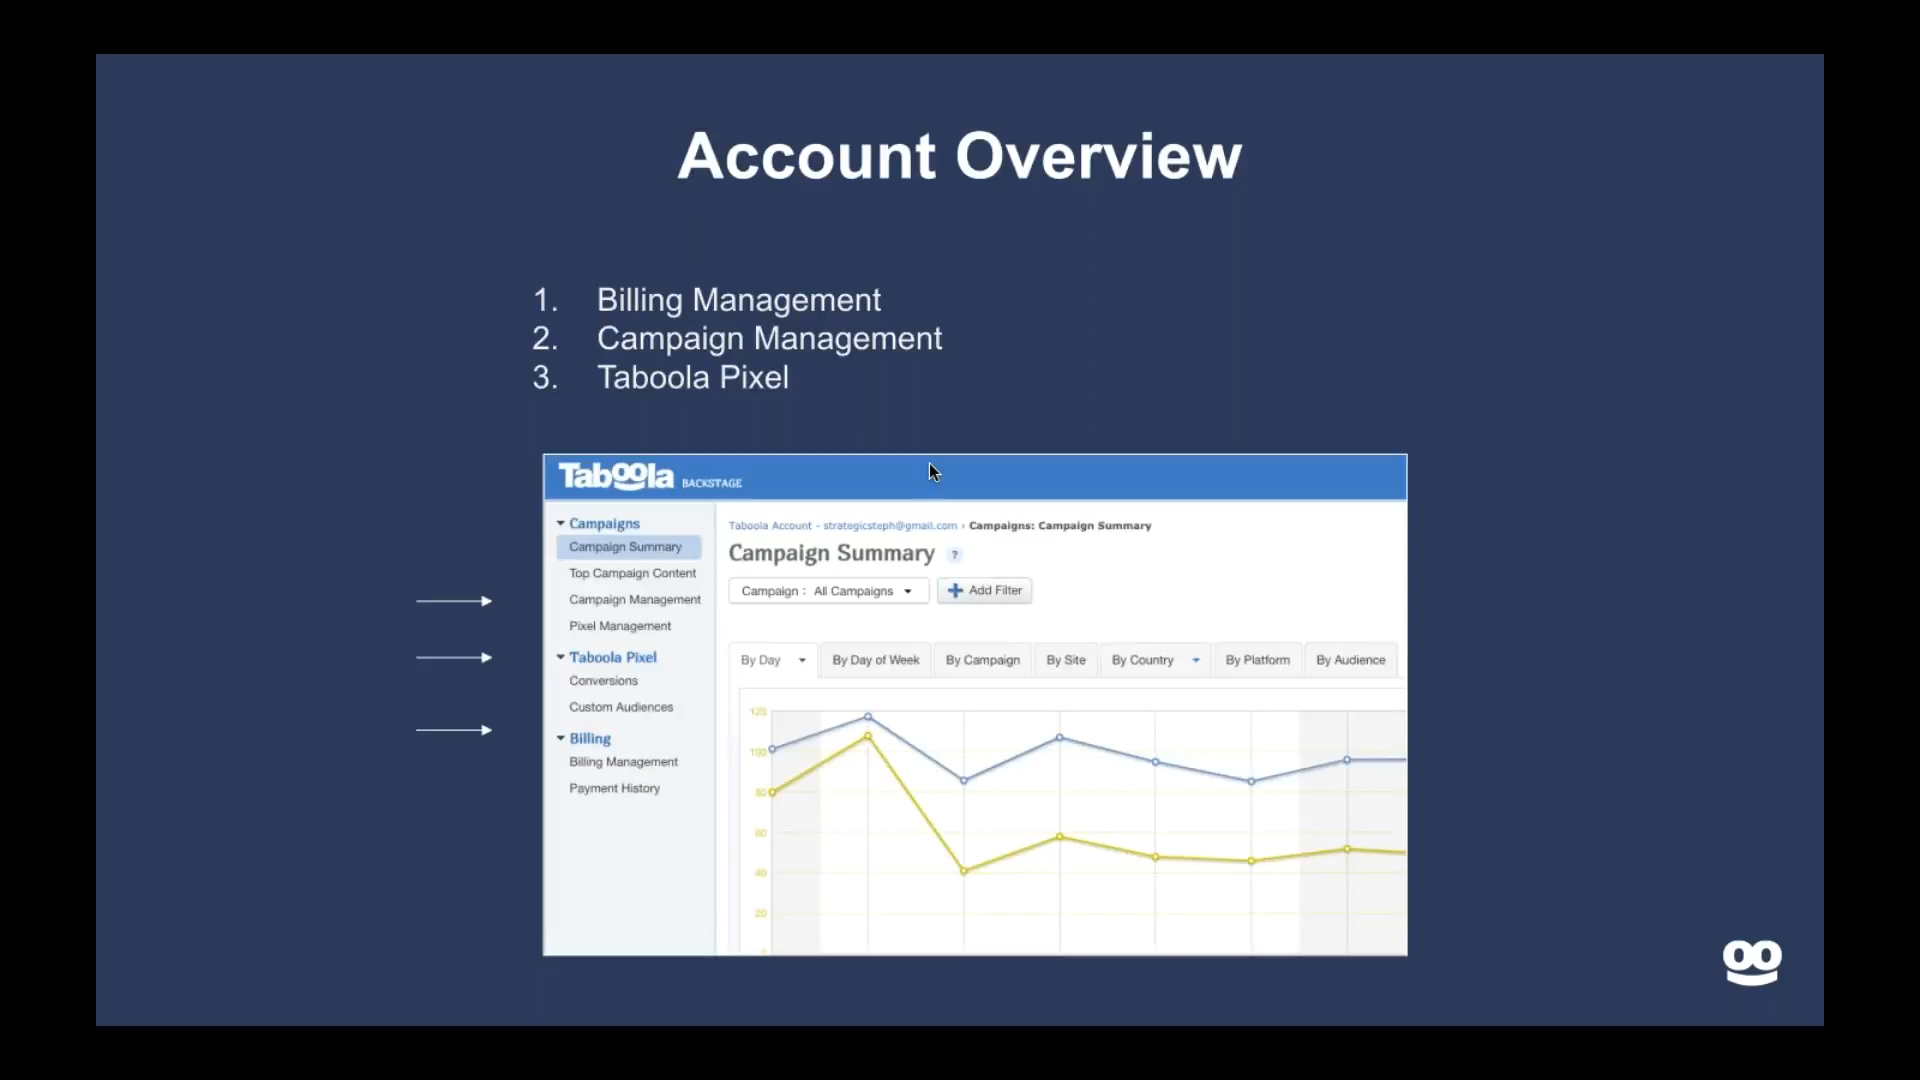 Account Overview
1. Billing Management
2. Campaign Management
3. Taboola Pixel
Taboola BACKSTAGE
Campaigns
Campaign Summary
Top Campaign Content
Campaign Management
Pixel Management
Taboola Pixel
Conversions
Custom Audiences
Billing
Billing Management
Payment History
Taboola Account - strategicsteph@gmail.com › Campaigns: Campaign Summary
Campaign Summary ?
Campaign : All Campaigns
Add Filter
By Day By Day of Week By Campaign By Site By Country By Platform By Audience
120
100
80
60
40
20